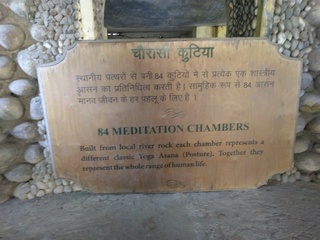 चौरासी कुटिया
स्थानीय पत्थरों से बनी 84 कुटियों में से प्रत्येक एक शास्त्रीय
आसन का प्रतिनिधित्व करती है। सामूहिक रूप से 84 आसन
मानव जीवन के हर पहलू के लिए हैं ।
84 MEDITATION CHAMBERS
Built from local river rock each chamber represents a
different classic Yoga Asana (Posture). Together they
represent the whole range of human life.